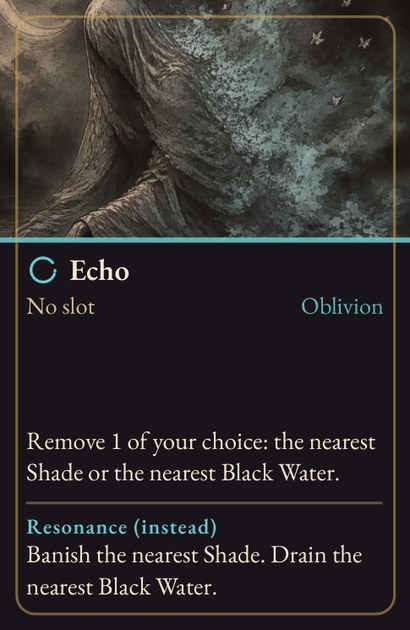 Echo
No slot Oblivion
Remove 1 of your choice: the nearest
Shade or the nearest Black Water.
Resonance (instead)
Banish the nearest Shade. Drain the
nearest Black Water.